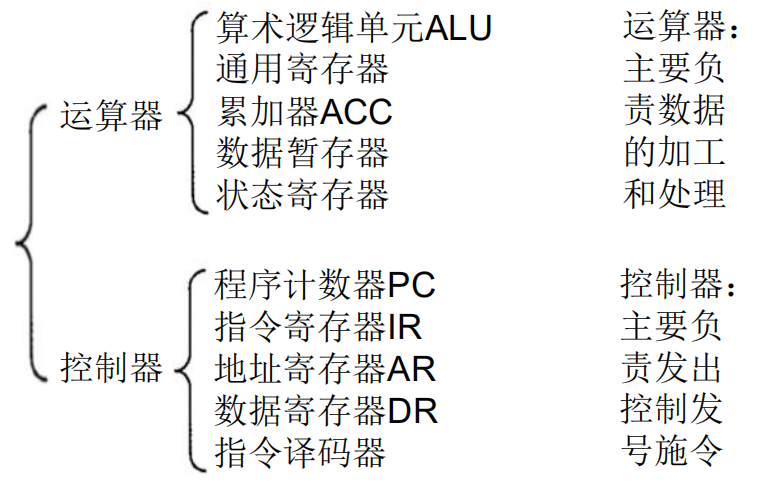 运算器
算术逻辑单元ALU
通用寄存器
累加器ACC
数据暂存器
状态寄存器
运算器：
主要负
责数据
的加工
和处理
控制器
程序计数器PC
指令寄存器IR
地址寄存器AR
数据寄存器DR
指令译码器
控制器：
主要负
责发出
控制发
号施令